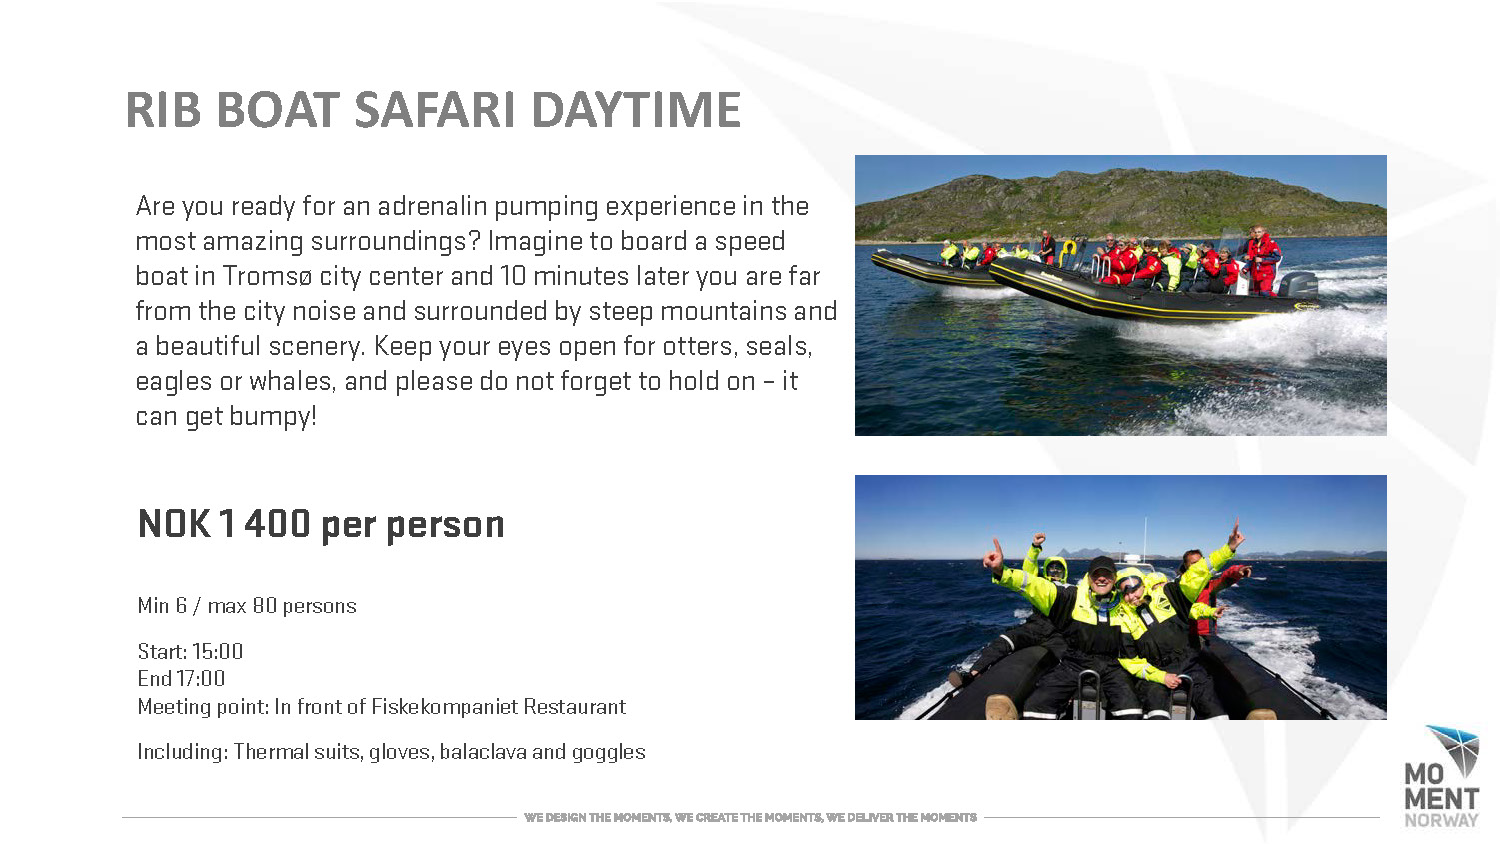 RIB BOAT SAFARI DAYTIME
Are you ready for an adrenalin pumping experience in the
most amazing surroundings? Imagine to board a speed
boat in Tromsø city center and 10 minutes later you are far
from the city noise and surrounded by steep mountains and
a beautiful scenery. Keep your eyes open for otters, seals,
eagles or whales, and please do not forget to hold on – it
can get bumpy!
NOK 1 400 per person
Min 6 / max 80 persons
Start: 15:00
End 17:00
Meeting point: In front of Fiskekompaniet Restaurant
Including: Thermal suits, gloves, balaclava and goggles
WE DESIGN THE MOMENTS, WE CREATE THE MOMENTS, WE DELIVER THE MOMENTS
MO
MENT
NORWAY